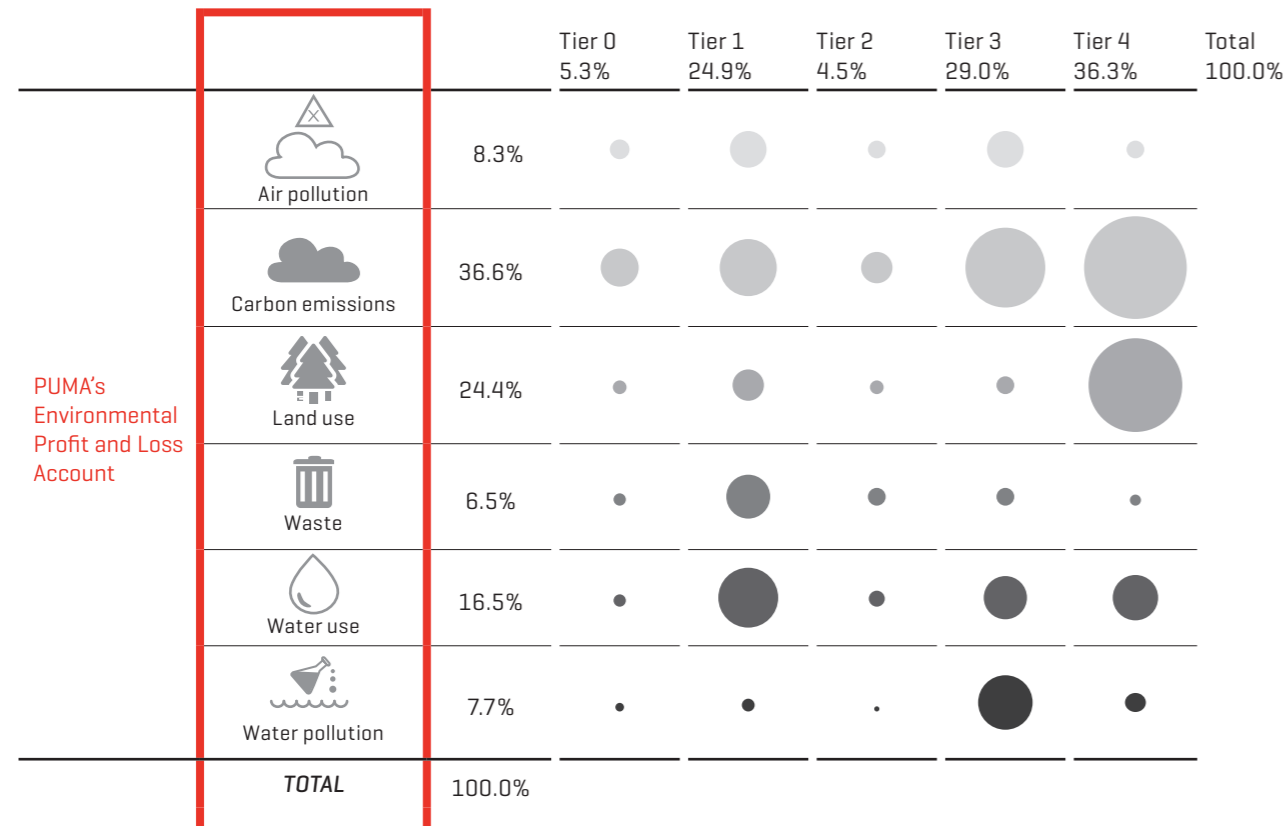 Tier 0 Tier 1 Tier 2 Tier 3 Tier 4 Total
5.3% 24.9% 4.5% 29.0% 36.3% 100.0%
X
8.3%
Air pollution
36.6%
Carbon emissions
PUMA's
Environmental
Profit and Loss
Account
24.4%
Land use
6.5%
Waste
16.5%
Water use
7.7%
Water pollution
TOTAL 100.0%